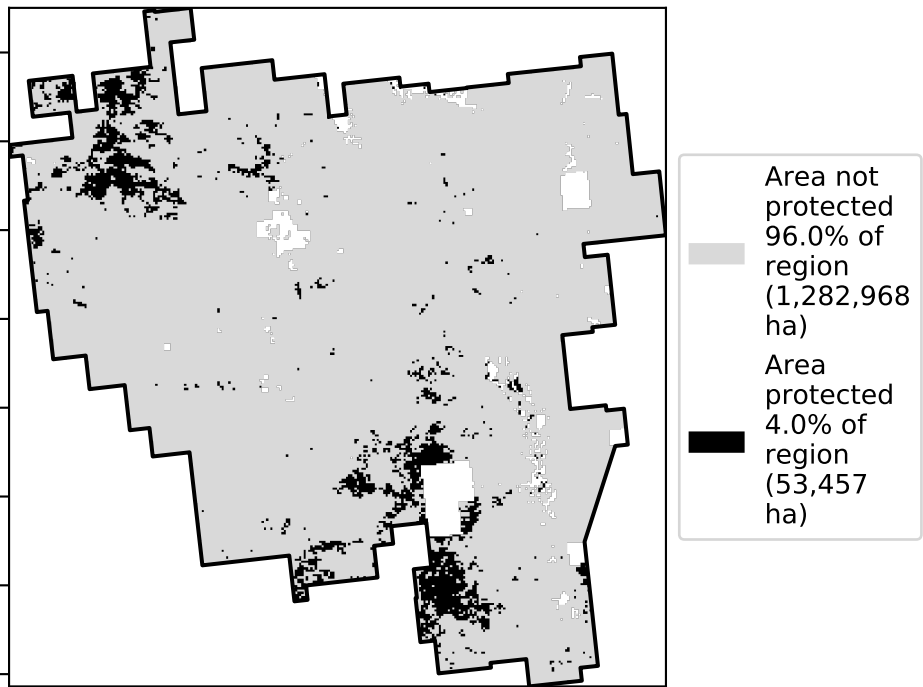 Area not
protected
96.0% of
region
(1,282,968
ha)
Area
protected
4.0% of
region
(53,457
ha)